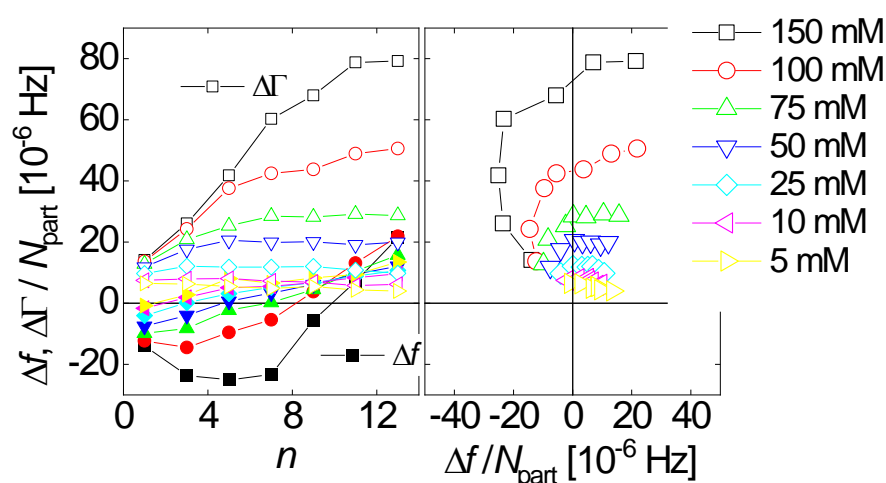 Δf, ΔΓ / N_part [10^-6 Hz]
80
60
40
20
0
-20
ΔΓ
Δf
0 4 8 12
n
-40 -20 0 20 40
Δf /N_part [10^-6 Hz]
150 mM
100 mM
75 mM
50 mM
25 mM
10 mM
5 mM